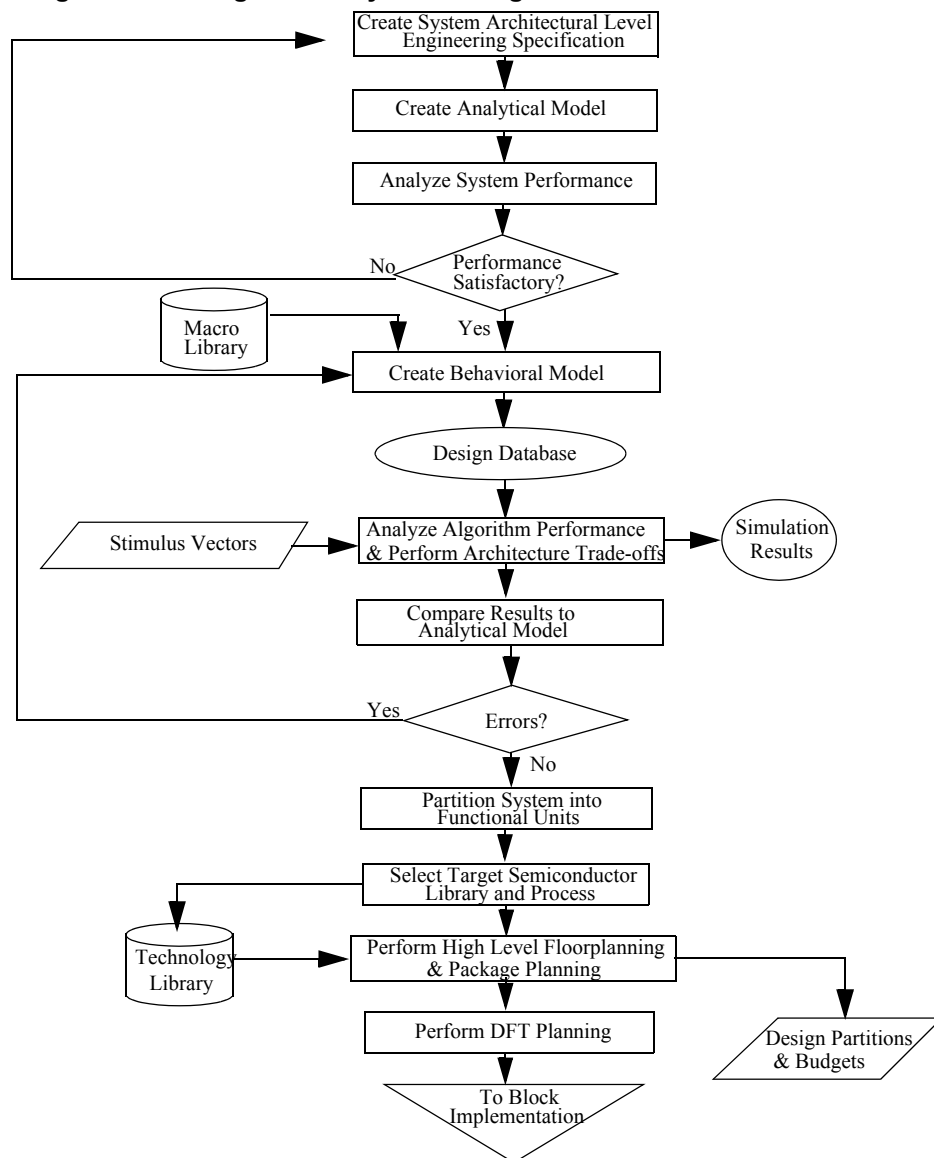 Create System Architectural Level
Engineering Specification
Create Analytical Model
Analyze System Performance
No
Performance
Satisfactory?
Macro
Library
Yes
Create Behavioral Model
Design Database
Stimulus Vectors
Analyze Algorithm Performance
& Perform Architecture Trade-offs
Simulation
Results
Compare Results to
Analytical Model
Yes
Errors?
No
Partition System into
Functional Units
Select Target Semiconductor
Library and Process
Technology
Library
Perform High Level Floorplanning
& Package Planning
Perform DFT Planning
Design Partitions
& Budgets
To Block
Implementation